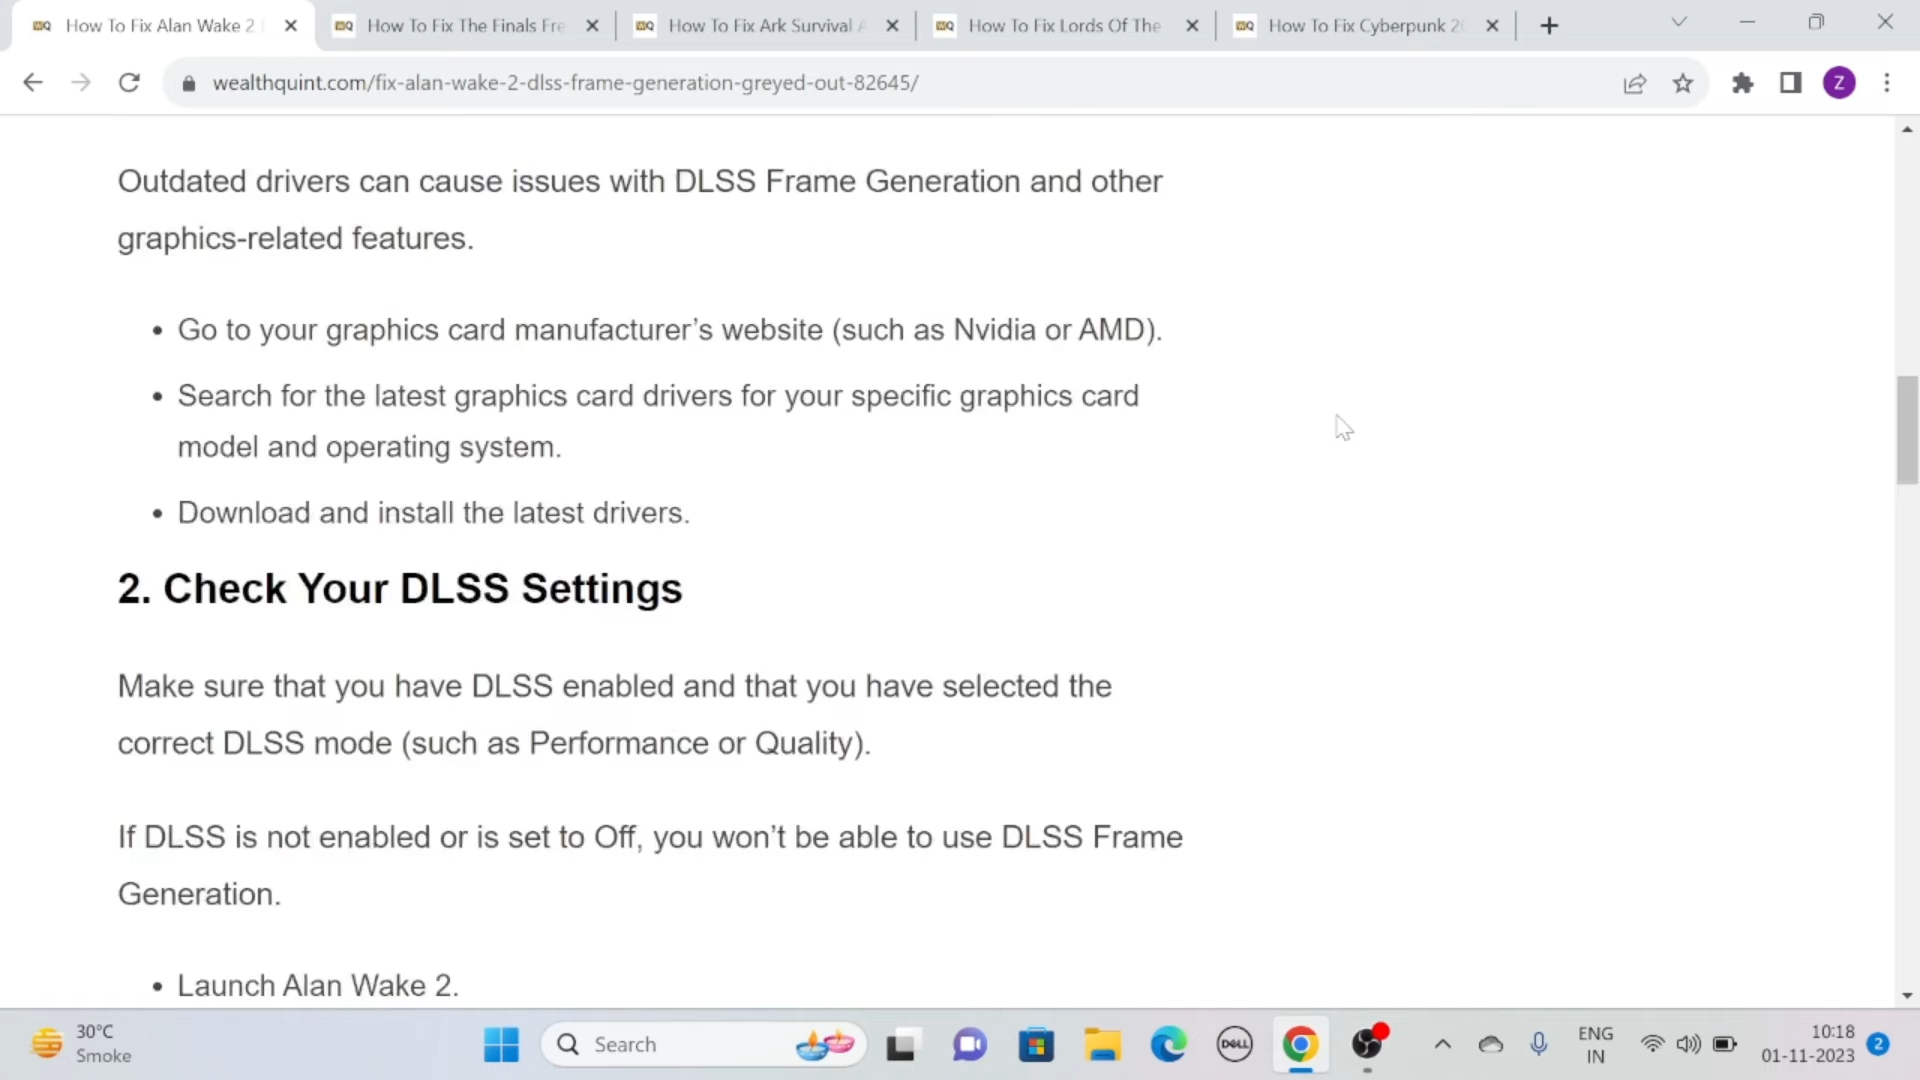 How To Fix Alan Wake 2
How To Fix The Finals Fre
How To Fix Ark Survival A
How To Fix Lords Of The
How To Fix Cyberpunk 20
wealthquint.com/fix-alan-wake-2-dlss-frame-generation-greyed-out-82645/
Z
Outdated drivers can cause issues with DLSS Frame Generation and other
graphics-related features.
• Go to your graphics card manufacturer’s website (such as Nvidia or AMD).
• Search for the latest graphics card drivers for your specific graphics card
model and operating system.
• Download and install the latest drivers.
2. Check Your DLSS Settings
Make sure that you have DLSS enabled and that you have selected the
correct DLSS mode (such as Performance or Quality).
If DLSS is not enabled or is set to Off, you won’t be able to use DLSS Frame
Generation.
• Launch Alan Wake 2.
30°C
Smoke
Search
DELL
ENG
IN
10:18
01-11-2023
2